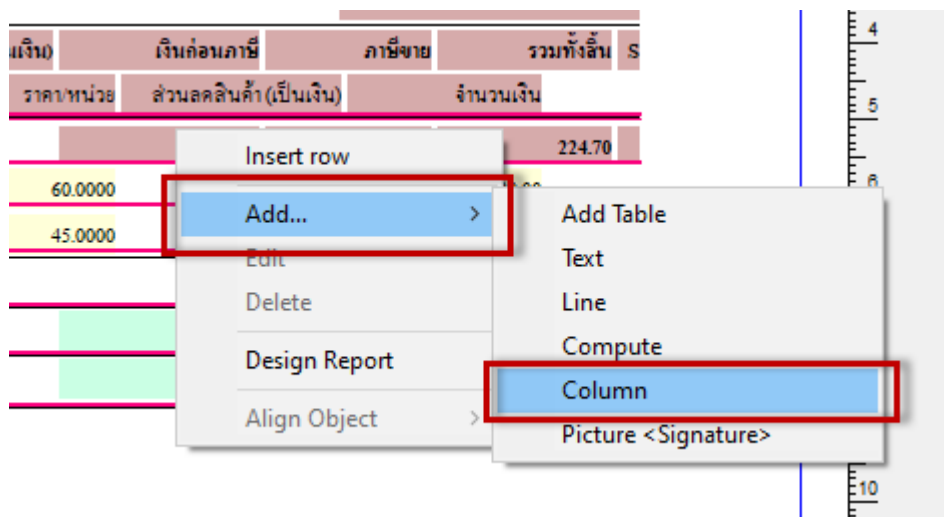 เงินก่อนภาษี ภาษีขาย รวมทั้งสิ้น S
ราคา/หน่วย ส่วนลดสินค้า (เป็นเงิน) จำนวนเงิน
224.70
60.0000
45.0000
Insert row
Add...
Edit
Delete
Design Report
Align Object
Add Table
Text
Line
Compute
Column
Picture <Signature>
4
5
6
10